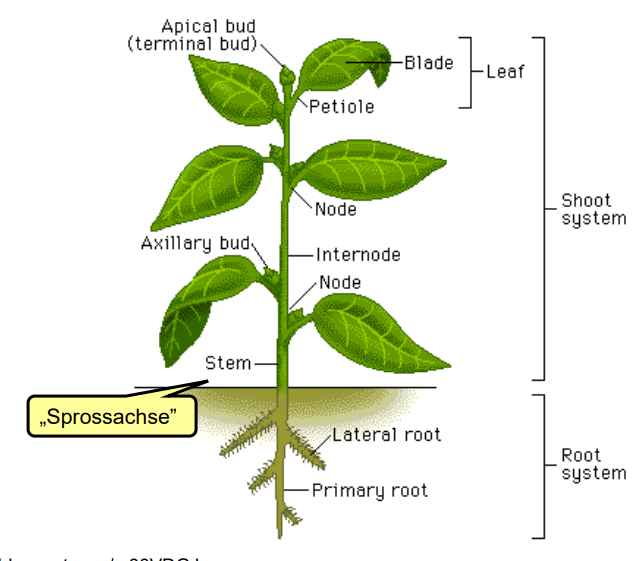 Apical bud
(terminal bud)
Blade
Leaf
Petiole
Node
Shoot
system
Axillary bud
Internode
Node
Stem
„Sprossachse”
Lateral root
Root
system
Primary root